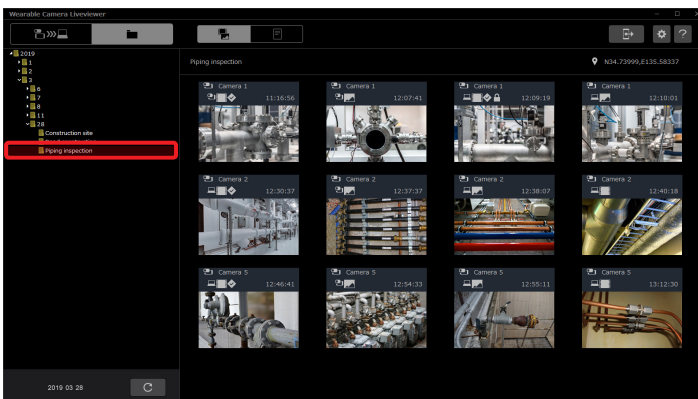 Wearable Camera Liveviewer
2019
1
2
3
6
7
8
11
28
Construction site
Piping inspection
2019 03 28
Piping inspection
N34.73999,E135.58337
?
Camera 1
11:16:56
Camera 1
12:07:41
Camera 1
12:09:19
Camera 1
12:10:01
Camera 2
12:30:37
Camera 2
12:37:37
Camera 2
12:38:07
Camera 2
12:40:18
Camera 5
12:46:41
Camera 5
12:54:33
Camera 5
12:55:11
Camera 5
13:12:30